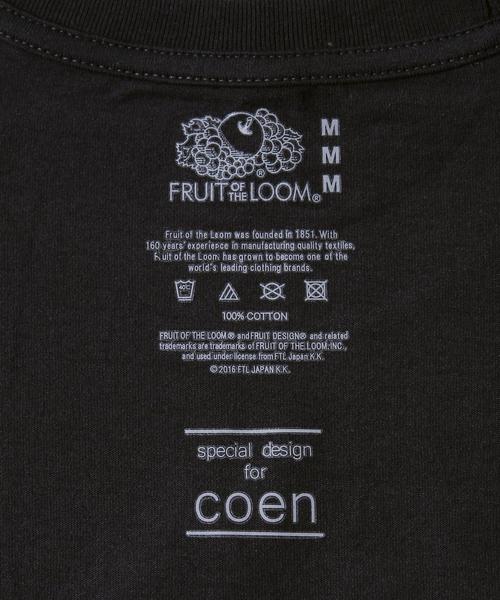 M
M
FRUIT OF THE LOOM® M
Fruit of the Loom was founded in 1851. With
160 years' experience in manufacturing quality textiles,
Fruit of the Loom has grown to become one of the
world's leading clothing brands.
40°C
100% COTTON
FRUIT OF THE LOOM® and FRUIT DESIGN® and related
trademarks are trademarks of FRUIT OF THE LOOM.INC.,
and used under license from FTL Japan K.K.
© 2016 FTL JAPAN K.K.
special design
for
coen